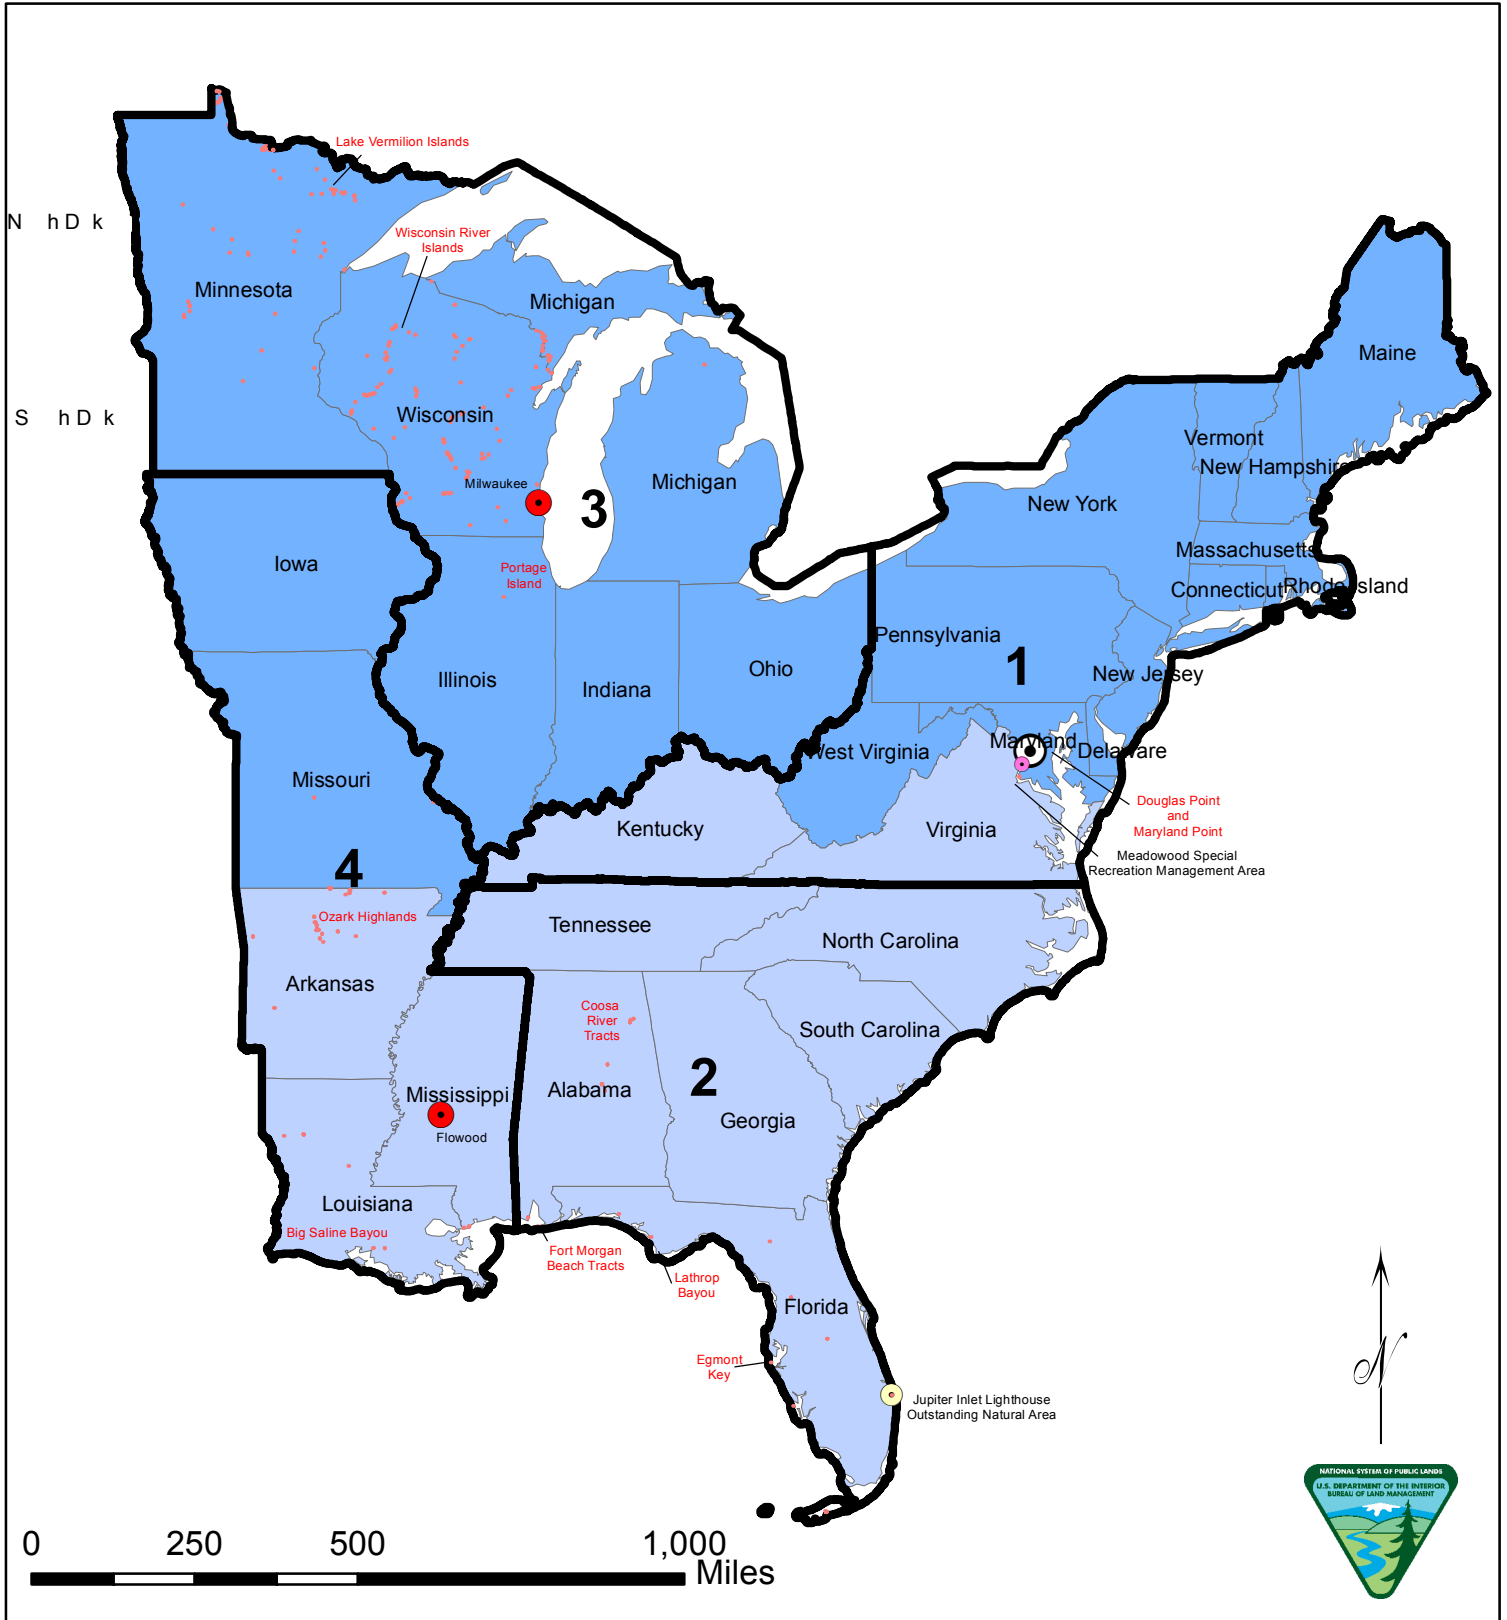 Lake Vermilion Islands
N hD k
Wisconsin River
Islands
Minnesota
Michigan
Maine
S hD k
Wisconsin
Vermont
New Hampshire
Milwaukee
Michigan
3
New York
Massachusetts
Iowa
Portage
Island
Connecticut
Rhode Island
Pennsylvania
1
Illinois
Indiana
Ohio
New Jersey
West Virginia
Maryland
Delaware
Missouri
Douglas Point
and
Maryland Point
Kentucky
Virginia
Meadowood Special
Recreation Management Area
4
Ozark Highlands
Tennessee
North Carolina
Arkansas
Coosa
River
Tracts
South Carolina
2
Mississippi
Alabama
Georgia
Flowood
Louisiana
Big Saline Bayou
Fort Morgan
Beach Tracts
Lathrop
Bayou
Florida
Egmont
Key
Jupiter Inlet Lighthouse
Outstanding Natural Area
N
NATIONAL SYSTEM OF PUBLIC LANDS
U.S. DEPARTMENT OF THE INTERIOR
BUREAU OF LAND MANAGEMENT
0 250 500 1,000
Miles